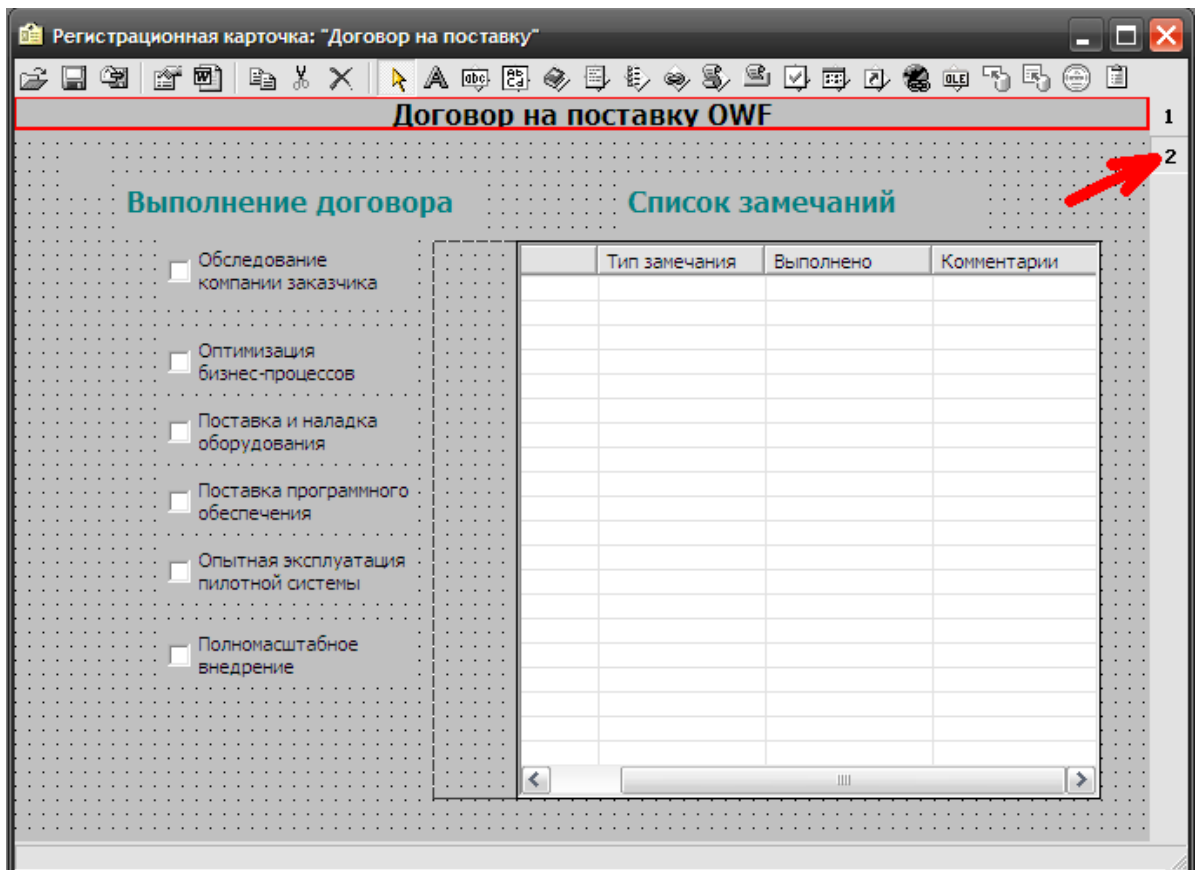 Регистрационная карточка: "Договор на поставку"
Договор на поставку OWF
1
2
Выполнение договора
Список замечаний
Обследование
компании заказчика
Оптимизация
бизнес-процессов
Поставка и наладка
оборудования
Поставка программного
обеспечения
Опытная эксплуатация
пилотной системы
Полномасштабное
внедрение
Тип замечания
Выполнено
Комментарии